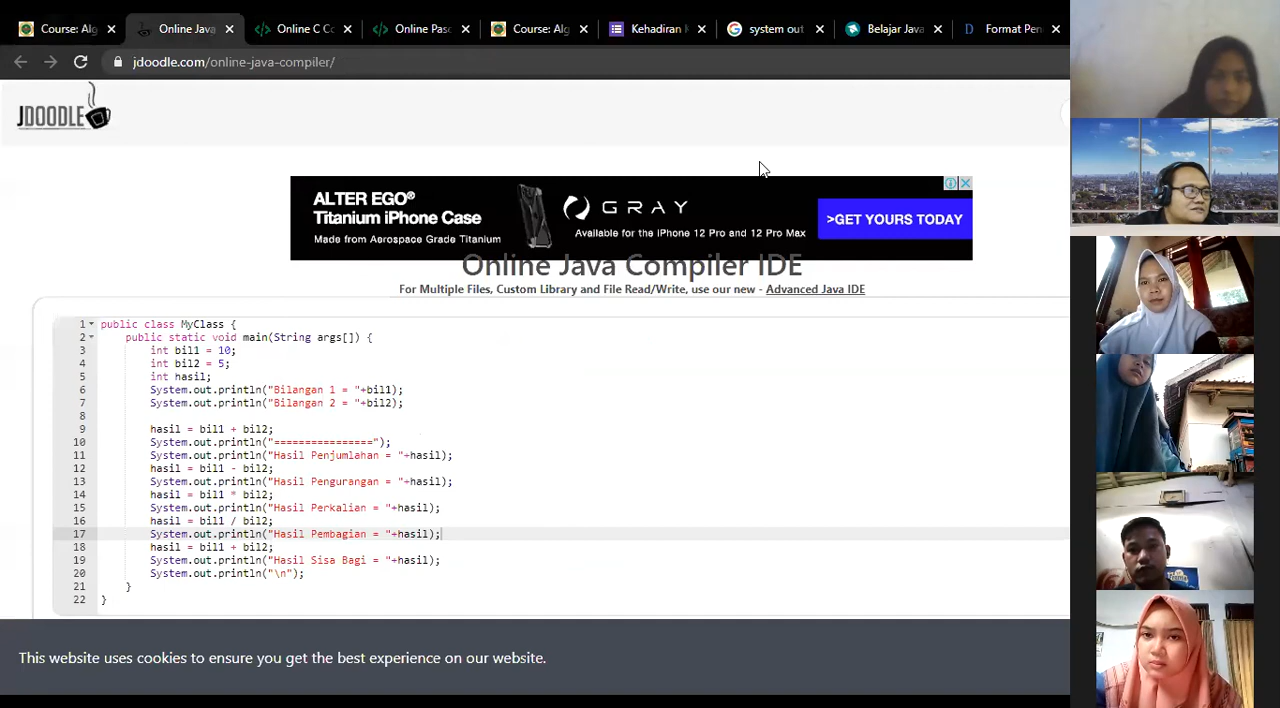 Course: Alg
Online Java
Online C Co
Online Pasc
Course: Alg
Kehadiran
system out
Belajar Java
Format Pen
jdoodle.com/online-java-compiler/
JDOODLE
ALTER EGO®
Titanium iPhone Case
Made from Aerospace Grade Titanium
GRAY
Available for the iPhone 12 Pro and 12 Pro Max
>GET YOURS TODAY
Online Java Compiler IDE
For Multiple Files, Custom Library and File Read/Write, use our new - Advanced Java IDE
1 public class MyClass {
2 public static void main(String args[]) {
3 int bil1 = 10;
4 int bil2 = 5;
5 int hasil;
6 System.out.println("Bilangan 1 = "+bil1);
7 System.out.println("Bilangan 2 = "+bil2);
8
9 hasil = bil1 + bil2;
10 System.out.println("================");
11 System.out.println("Hasil Penjumlahan = "+hasil);
12 hasil = bil1 - bil2;
13 System.out.println("Hasil Pengurangan = "+hasil);
14 hasil = bil1 * bil2;
15 System.out.println("Hasil Perkalian = "+hasil);
16 hasil = bil1 / bil2;
17 System.out.println("Hasil Pembagian = "+hasil);
18 hasil = bil1 + bil2;
19 System.out.println("Hasil Sisa Bagi = "+hasil);
20 System.out.println("\n");
21 }
22 }
This website uses cookies to ensure you get the best experience on our website.